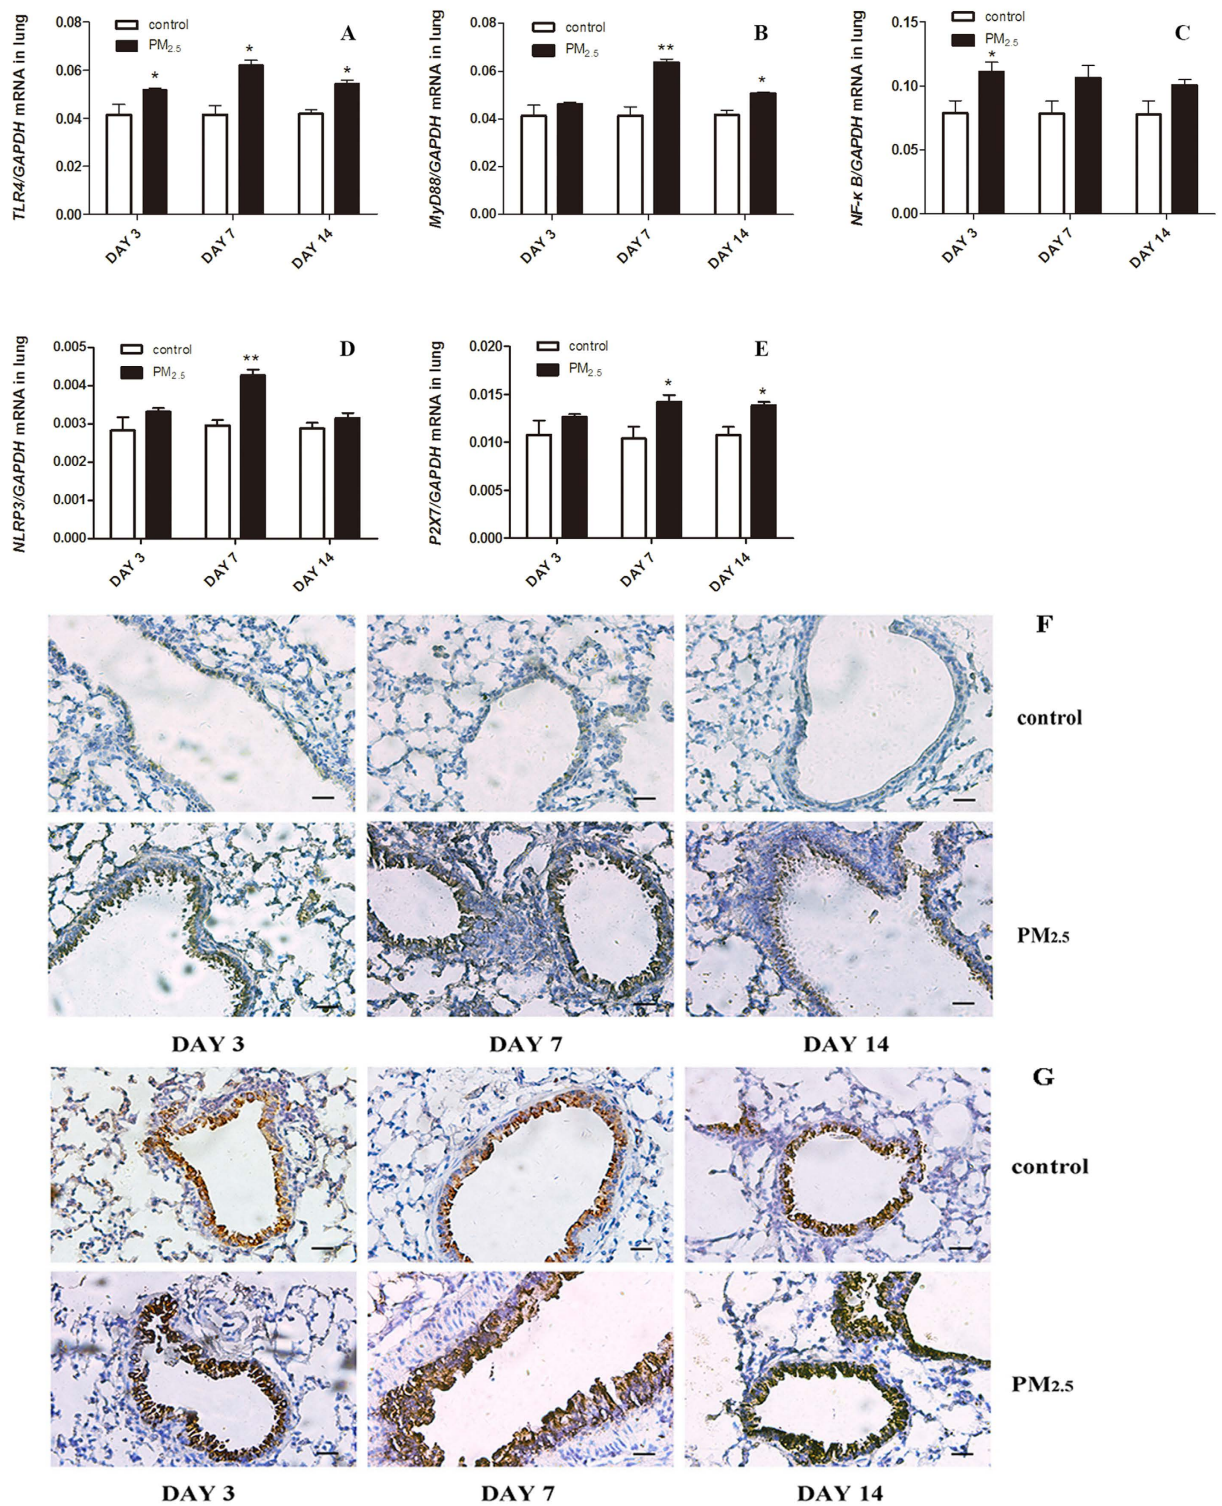 A
control
PM2.5
TLR4/GAPDH mRNA in lung
0.08
0.06
0.04
0.02
0.00
*
*
*
DAY 3
DAY 7
DAY 14
B
control
PM2.5
MyD88/GAPDH mRNA in lung
0.08
0.06
0.04
0.02
0.00
**
*
DAY 3
DAY 7
DAY 14
C
control
PM2.5
NF-κ B/GAPDH mRNA in lung
0.15
0.10
0.05
0.00
*
DAY 3
DAY 7
DAY 14
D
control
PM2.5
NLRP3/GAPDH mRNA in lung
0.005
0.004
0.003
0.002
0.001
0.000
**
DAY 3
DAY 7
DAY 14
E
control
PM2.5
P2X7/GAPDH mRNA in lung
0.020
0.015
0.010
0.005
0.000
*
*
DAY 3
DAY 7
DAY 14
F
control
PM2.5
DAY 3
DAY 7
DAY 14
G
control
PM2.5
DAY 3
DAY 7
DAY 14